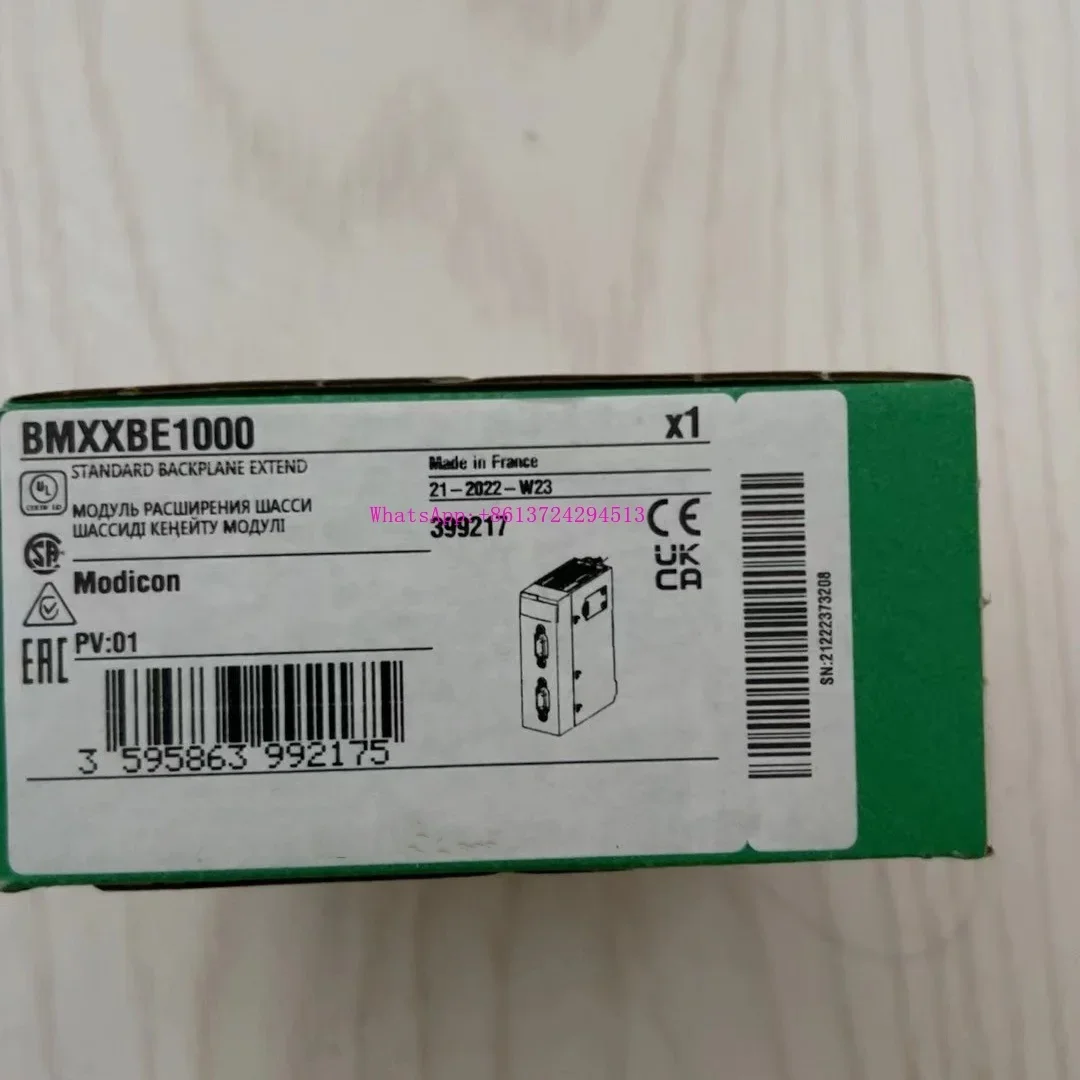 BMXXBE1000
x1
STANDARD BACKPLANE EXTEND
МОДУЛЬ РАСШИРЕНИЯ ШАССИ
ШАССИДІ КЕҢЕЙТУ МОДУЛІ
Made in France
21-2022-W23
WhatsApp:+8613724294513
399217
CE
UK
CA
UL
Modicon
EAC
PV:01
3 595863 992175
SN:21222373208